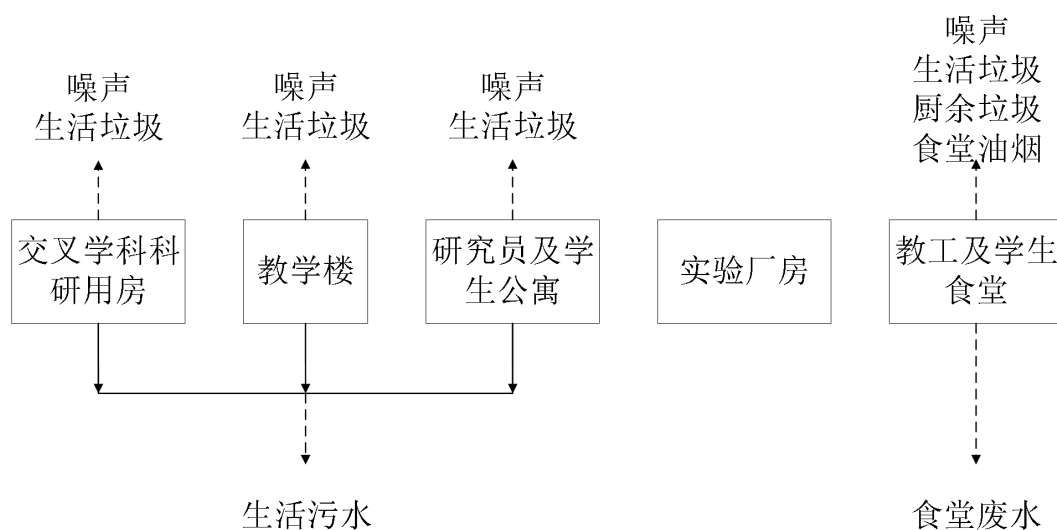 噪声
生活垃圾
噪声
生活垃圾
噪声
生活垃圾
噪声
生活垃圾
厨余垃圾
食堂油烟
交叉学科科
研用房
教学楼
研究员及学
生公寓
实验厂房
教工及学生
食堂
生活污水
食堂废水